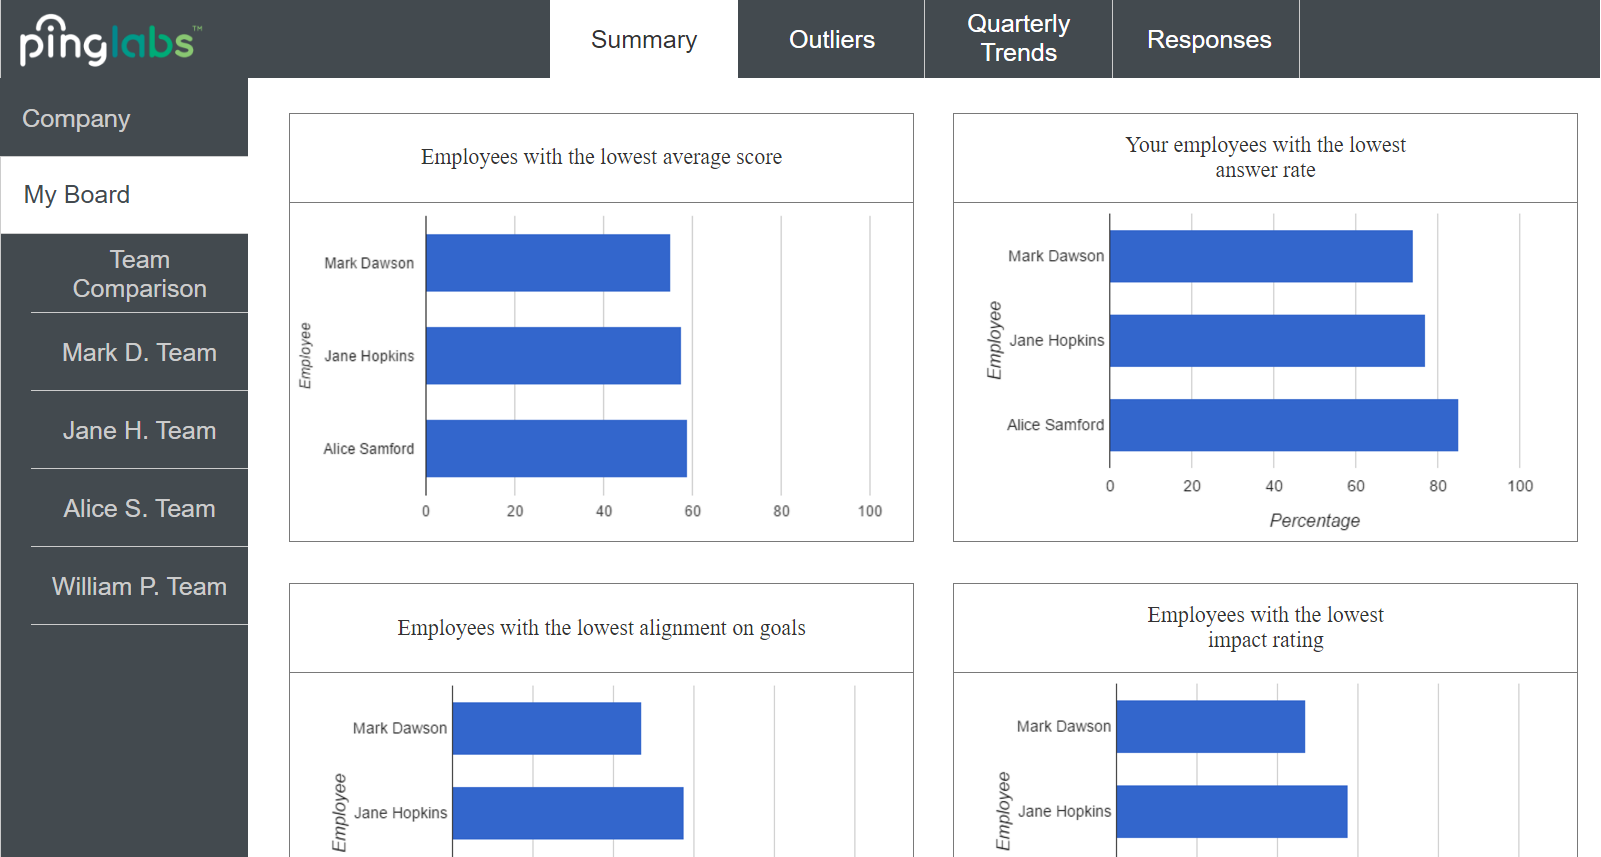 pinglabs™
Summary
Outliers
Quarterly
Trends
Responses
Company
My Board
Team
Comparison
Mark D. Team
Jane H. Team
Alice S. Team
William P. Team
Employees with the lowest average score
Employee
Mark Dawson
Jane Hopkins
Alice Samford
0 20 40 60 80 100
Your employees with the lowest
answer rate
Employee
Mark Dawson
Jane Hopkins
Alice Samford
0 20 40 60 80 100
Percentage
Employees with the lowest alignment on goals
Employee
Mark Dawson
Jane Hopkins
Employees with the lowest
impact rating
Employee
Mark Dawson
Jane Hopkins